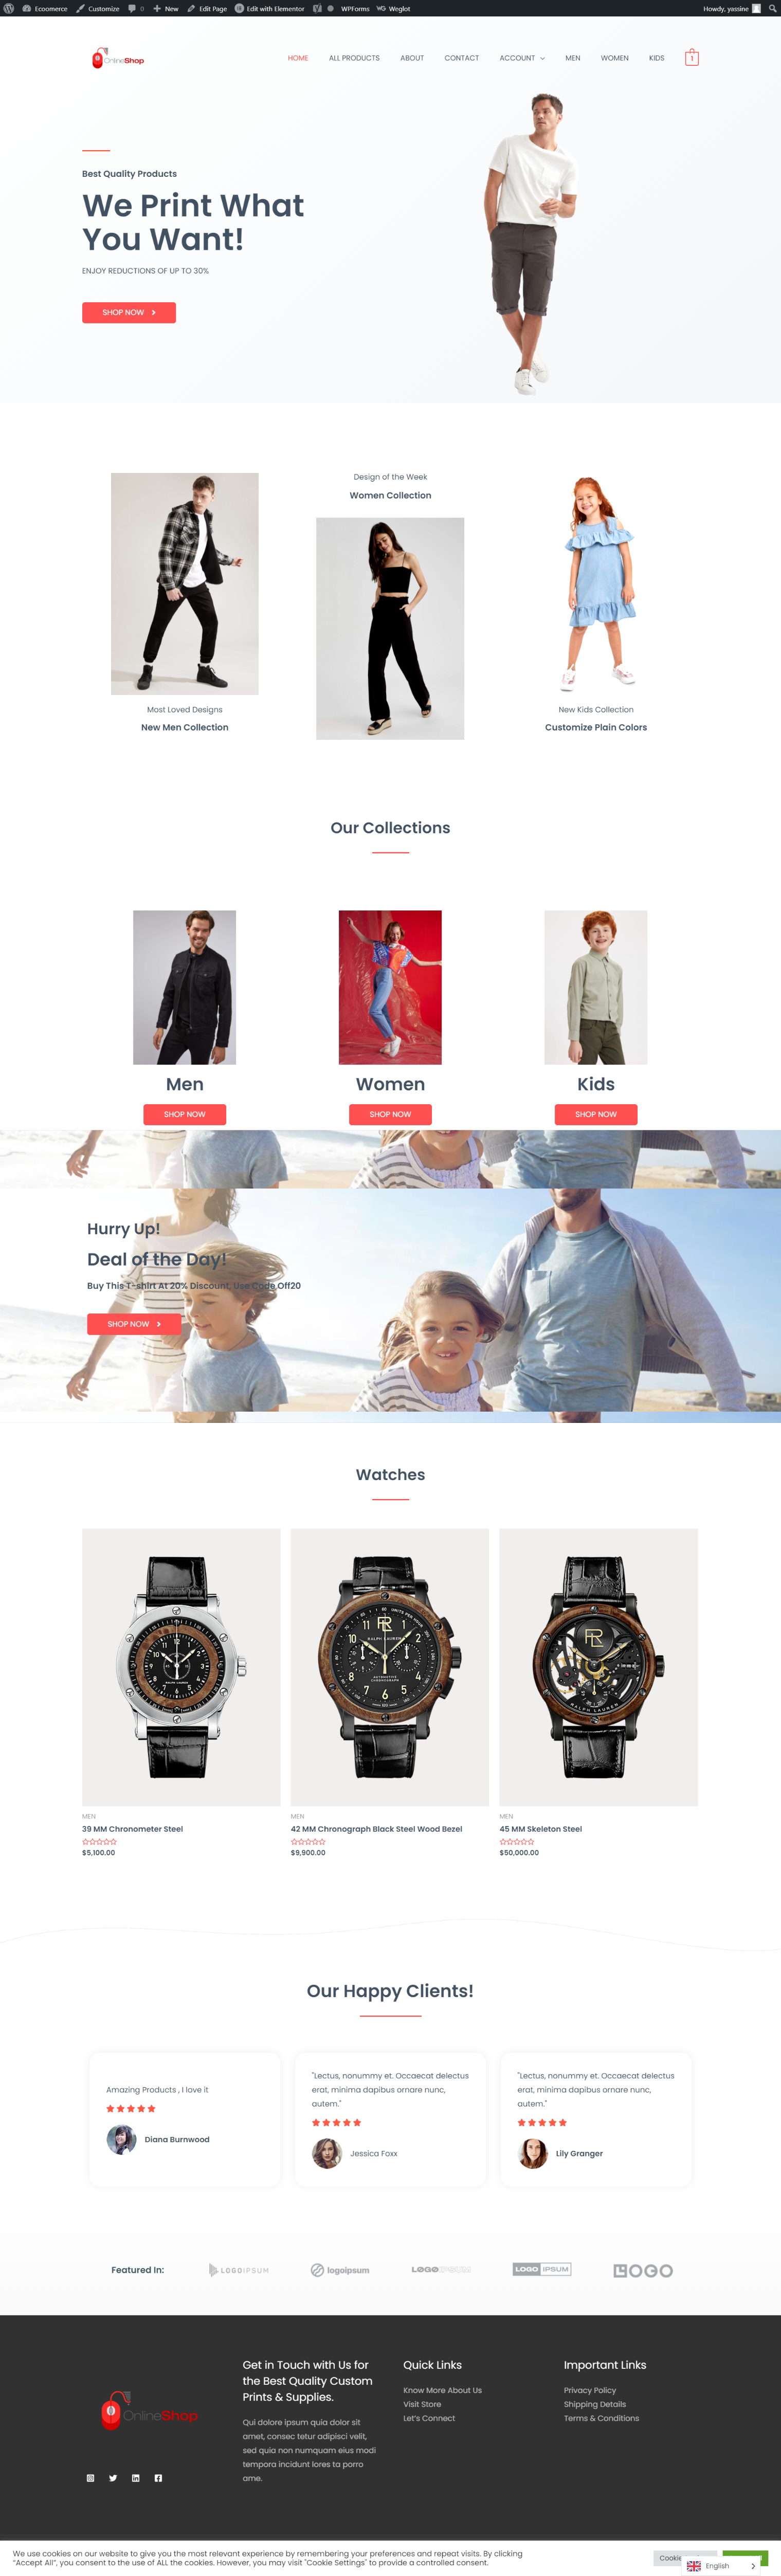 Ecoomerce Customize 0 New Edit Page Edit with Elementor WPForms Weglot Howdy, yassine
OnlineShop
HOME ALL PRODUCTS ABOUT CONTACT ACCOUNT MEN WOMEN KIDS 1
Best Quality Products
We Print What
You Want!
ENJOY REDUCTIONS OF UP TO 30%
SHOP NOW
Design of the Week
Women Collection
Most Loved Designs
New Men Collection
New Kids Collection
Customize Plain Colors
Our Collections
Men
SHOP NOW
Women
SHOP NOW
Kids
SHOP NOW
Hurry Up!
Deal of the Day!
Buy This T-shirt At 20% Discount, Use Code Off20
SHOP NOW
Watches
MEN
39 MM Chronometer Steel
$5,100.00
RL
RALPH LAUREN
MEN
42 MM Chronograph Black Steel Wood Bezel
$9,900.00
RL
RALPH LAUREN
MEN
45 MM Skeleton Steel
$50,000.00
Our Happy Clients!
Amazing Products , I love it
Diana Burnwood
"Lectus, nonummy et. Occaecat delectus
erat, minima dapibus ornare nunc,
autem."
Jessica Foxx
"Lectus, nonummy et. Occaecat delectus
erat, minima dapibus ornare nunc,
autem."
Lily Granger
Featured In:
LOGOIPSUM
logoipsum
LOGOIPSUM
LOGO IPSUM
LOGO
OnlineShop
Get in Touch with Us for
the Best Quality Custom
Prints & Supplies.
Qui dolore ipsum quia dolor sit
amet, consec tetur adipisci velit,
sed quia non numquam eius modi
tempora incidunt lores ta porro
ame.
Quick Links
Know More About Us
Visit Store
Let's Connect
Important Links
Privacy Policy
Shipping Details
Terms & Conditions
We use cookies on our website to give you the most relevant experience by remembering your preferences and repeat visits. By clicking
"Accept All", you consent to the use of ALL the cookies. However, you may visit "Cookie Settings" to provide a controlled consent.
Cookie
English